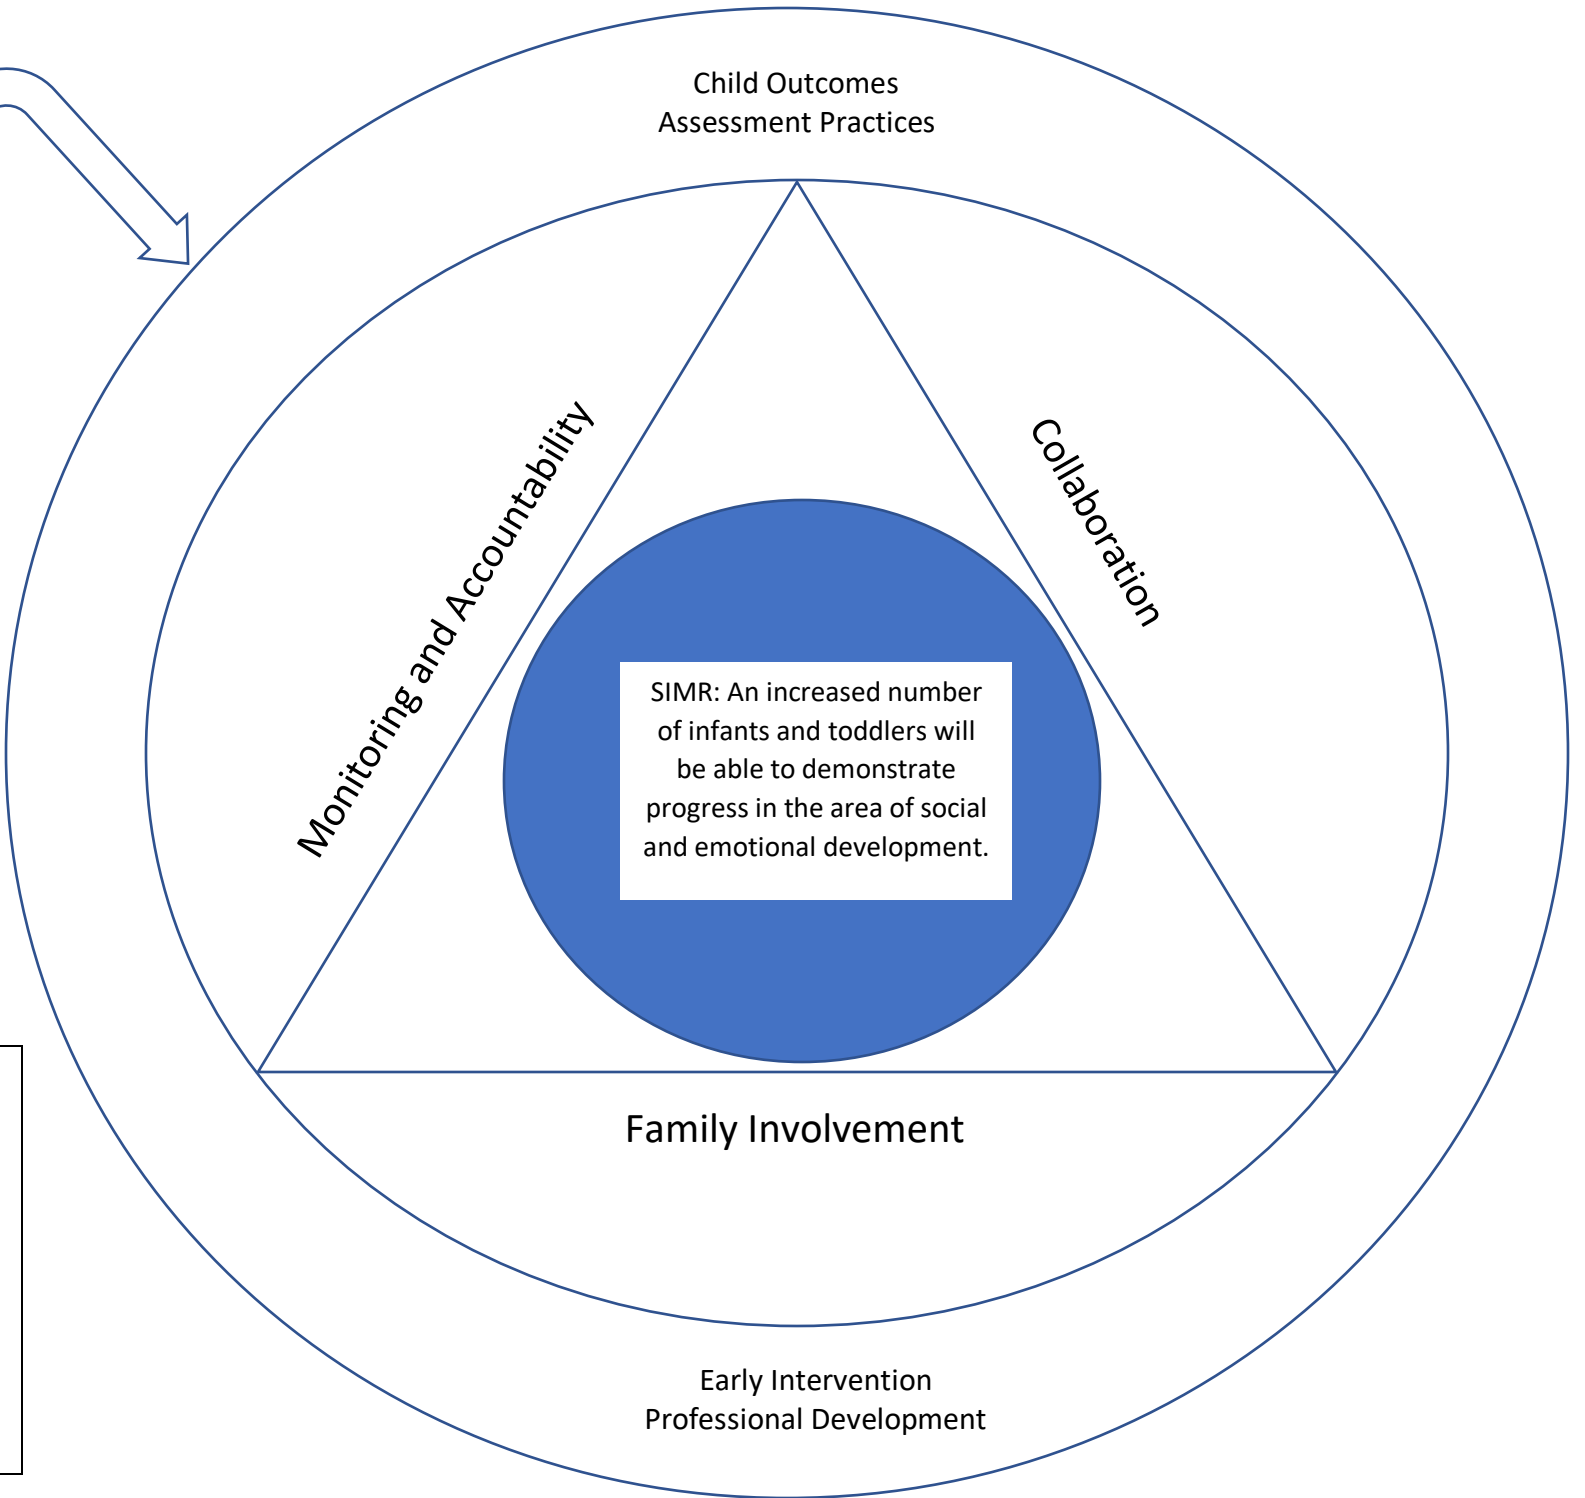 Child Outcomes
Assessment Practices
Monitoring and Accountability
Collaboration
SIMR: An increased number
of infants and toddlers will
be able to demonstrate
progress in the area of social
and emotional development.
Family Involvement
Early Intervention
Professional Development